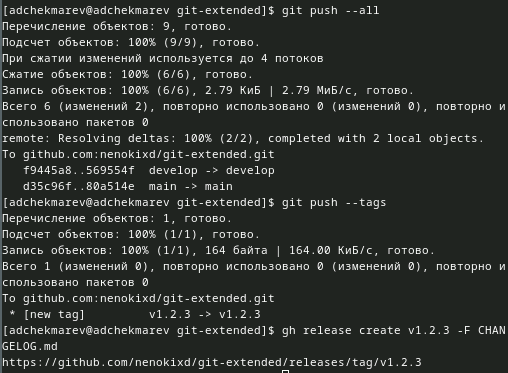 [adchekmarev@adchekmarev git-extended]$ git push --all
Перечисление объектов: 9, готово.
Подсчет объектов: 100% (9/9), готово.
При сжатии изменений используется до 4 потоков
Сжатие объектов: 100% (6/6), готово.
Запись объектов: 100% (6/6), 2.79 КиБ | 2.79 МиБ/с, готово.
Всего 6 (изменений 2), повторно использовано 0 (изменений 0), повторно и
спользовано пакетов 0
remote: Resolving deltas: 100% (2/2), completed with 2 local objects.
To github.com:nenokixd/git-extended.git
   f9445a8..569554f  develop -> develop
   d35c96f..80a514e  main -> main
[adchekmarev@adchekmarev git-extended]$ git push --tags
Перечисление объектов: 1, готово.
Подсчет объектов: 100% (1/1), готово.
Запись объектов: 100% (1/1), 164 байта | 164.00 КиБ/с, готово.
Всего 1 (изменений 0), повторно использовано 0 (изменений 0), повторно и
спользовано пакетов 0
To github.com:nenokixd/git-extended.git
 * [new tag]         v1.2.3 -> v1.2.3
[adchekmarev@adchekmarev git-extended]$ gh release create v1.2.3 -F CHAN
GELOG.md
https://github.com/nenokixd/git-extended/releases/tag/v1.2.3